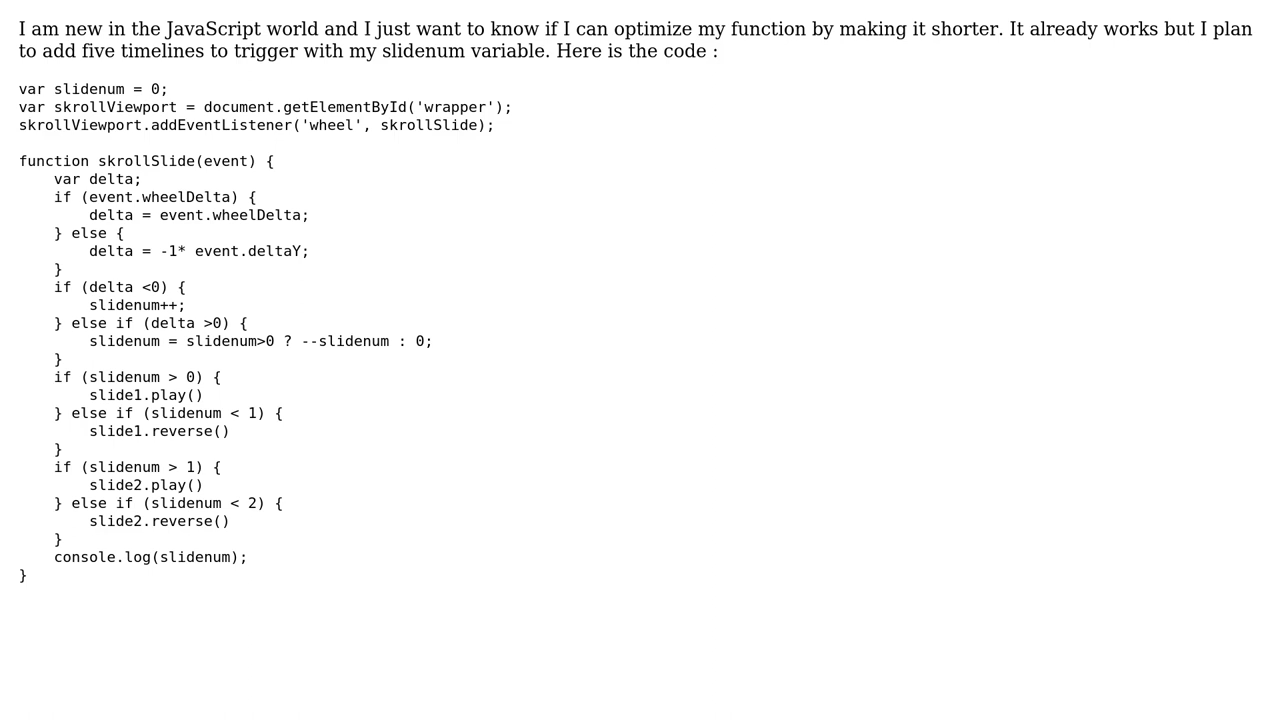 I am new in the JavaScript world and I just want to know if I can optimize my function by making it shorter. It already works but I plan
to add five timelines to trigger with my slidenum variable. Here is the code :
var slidenum = 0;
var skrollViewport = document.getElementById('wrapper');
skrollViewport.addEventListener('wheel', skrollSlide);
function skrollSlide(event) {
    var delta;
    if (event.wheelDelta) {
        delta = event.wheelDelta;
    } else {
        delta = -1* event.deltaY;
    }
    if (delta <0) {
        slidenum++;
    } else if (delta >0) {
        slidenum = slidenum>0 ? --slidenum : 0;
    }
    if (slidenum > 0) {
        slide1.play()
    } else if (slidenum < 1) {
        slide1.reverse()
    }
    if (slidenum > 1) {
        slide2.play()
    } else if (slidenum < 2) {
        slide2.reverse()
    }
    console.log(slidenum);
}